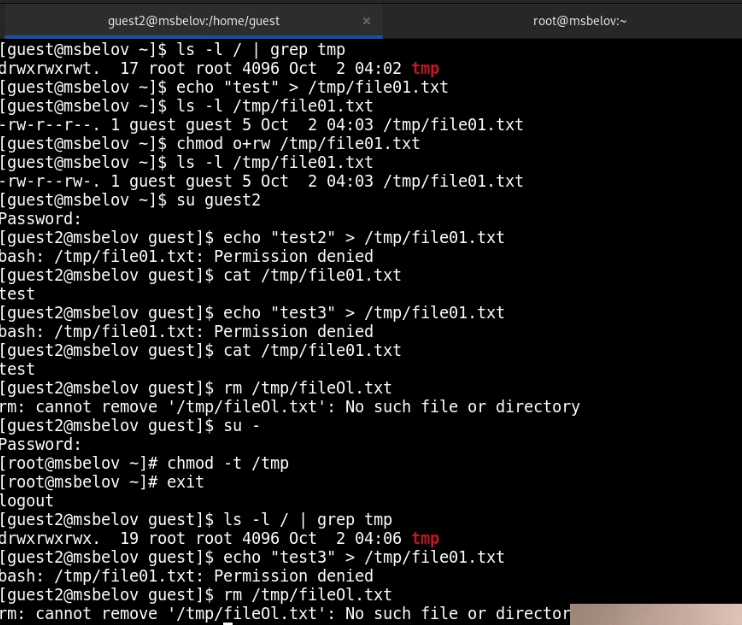 guest2@msbelov:/home/guest × root@msbelov:~
[guest@msbelov ~]$ ls -l / | grep tmp
drwxrwxrwt.  17 root root 4096 Oct  2 04:02 tmp
[guest@msbelov ~]$ echo "test" > /tmp/file01.txt
[guest@msbelov ~]$ ls -l /tmp/file01.txt
-rw-r--r--. 1 guest guest 5 Oct  2 04:03 /tmp/file01.txt
[guest@msbelov ~]$ chmod o+rw /tmp/file01.txt
[guest@msbelov ~]$ ls -l /tmp/file01.txt
-rw-r--rw-. 1 guest guest 5 Oct  2 04:03 /tmp/file01.txt
[guest@msbelov ~]$ su guest2
Password:
[guest2@msbelov guest]$ echo "test2" > /tmp/file01.txt
bash: /tmp/file01.txt: Permission denied
[guest2@msbelov guest]$ cat /tmp/file01.txt
test
[guest2@msbelov guest]$ echo "test3" > /tmp/file01.txt
bash: /tmp/file01.txt: Permission denied
[guest2@msbelov guest]$ cat /tmp/file01.txt
test
[guest2@msbelov guest]$ rm /tmp/fileOl.txt
rm: cannot remove '/tmp/fileOl.txt': No such file or directory
[guest2@msbelov guest]$ su -
Password:
[root@msbelov ~]# chmod -t /tmp
[root@msbelov ~]# exit
logout
[guest2@msbelov guest]$ ls -l / | grep tmp
drwxrwxrwx.  19 root root 4096 Oct  2 04:06 tmp
[guest2@msbelov guest]$ echo "test3" > /tmp/file01.txt
bash: /tmp/file01.txt: Permission denied
[guest2@msbelov guest]$ rm /tmp/fileOl.txt
rm: cannot remove '/tmp/fileOl.txt': No such file or director